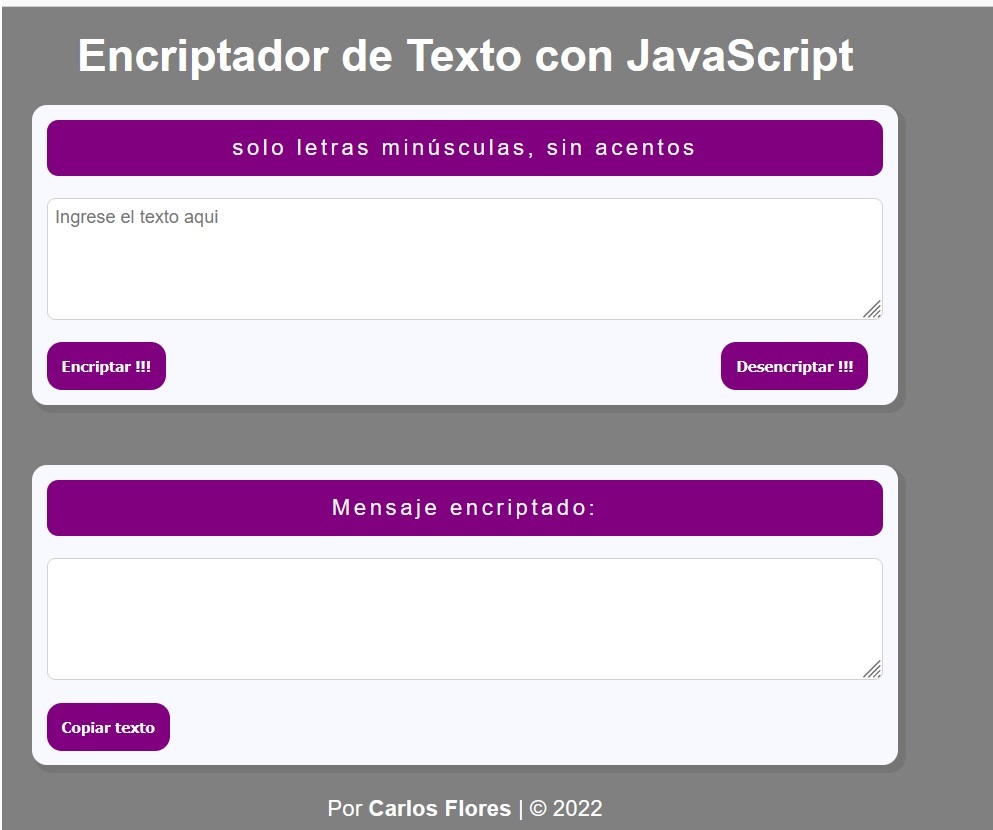 Encriptador de Texto con JavaScript
solo letras minúsculas, sin acentos
Ingrese el texto aqui
Encriptar !!!
Desencriptar !!!
Mensaje encriptado:
Copiar texto
Por Carlos Flores | © 2022